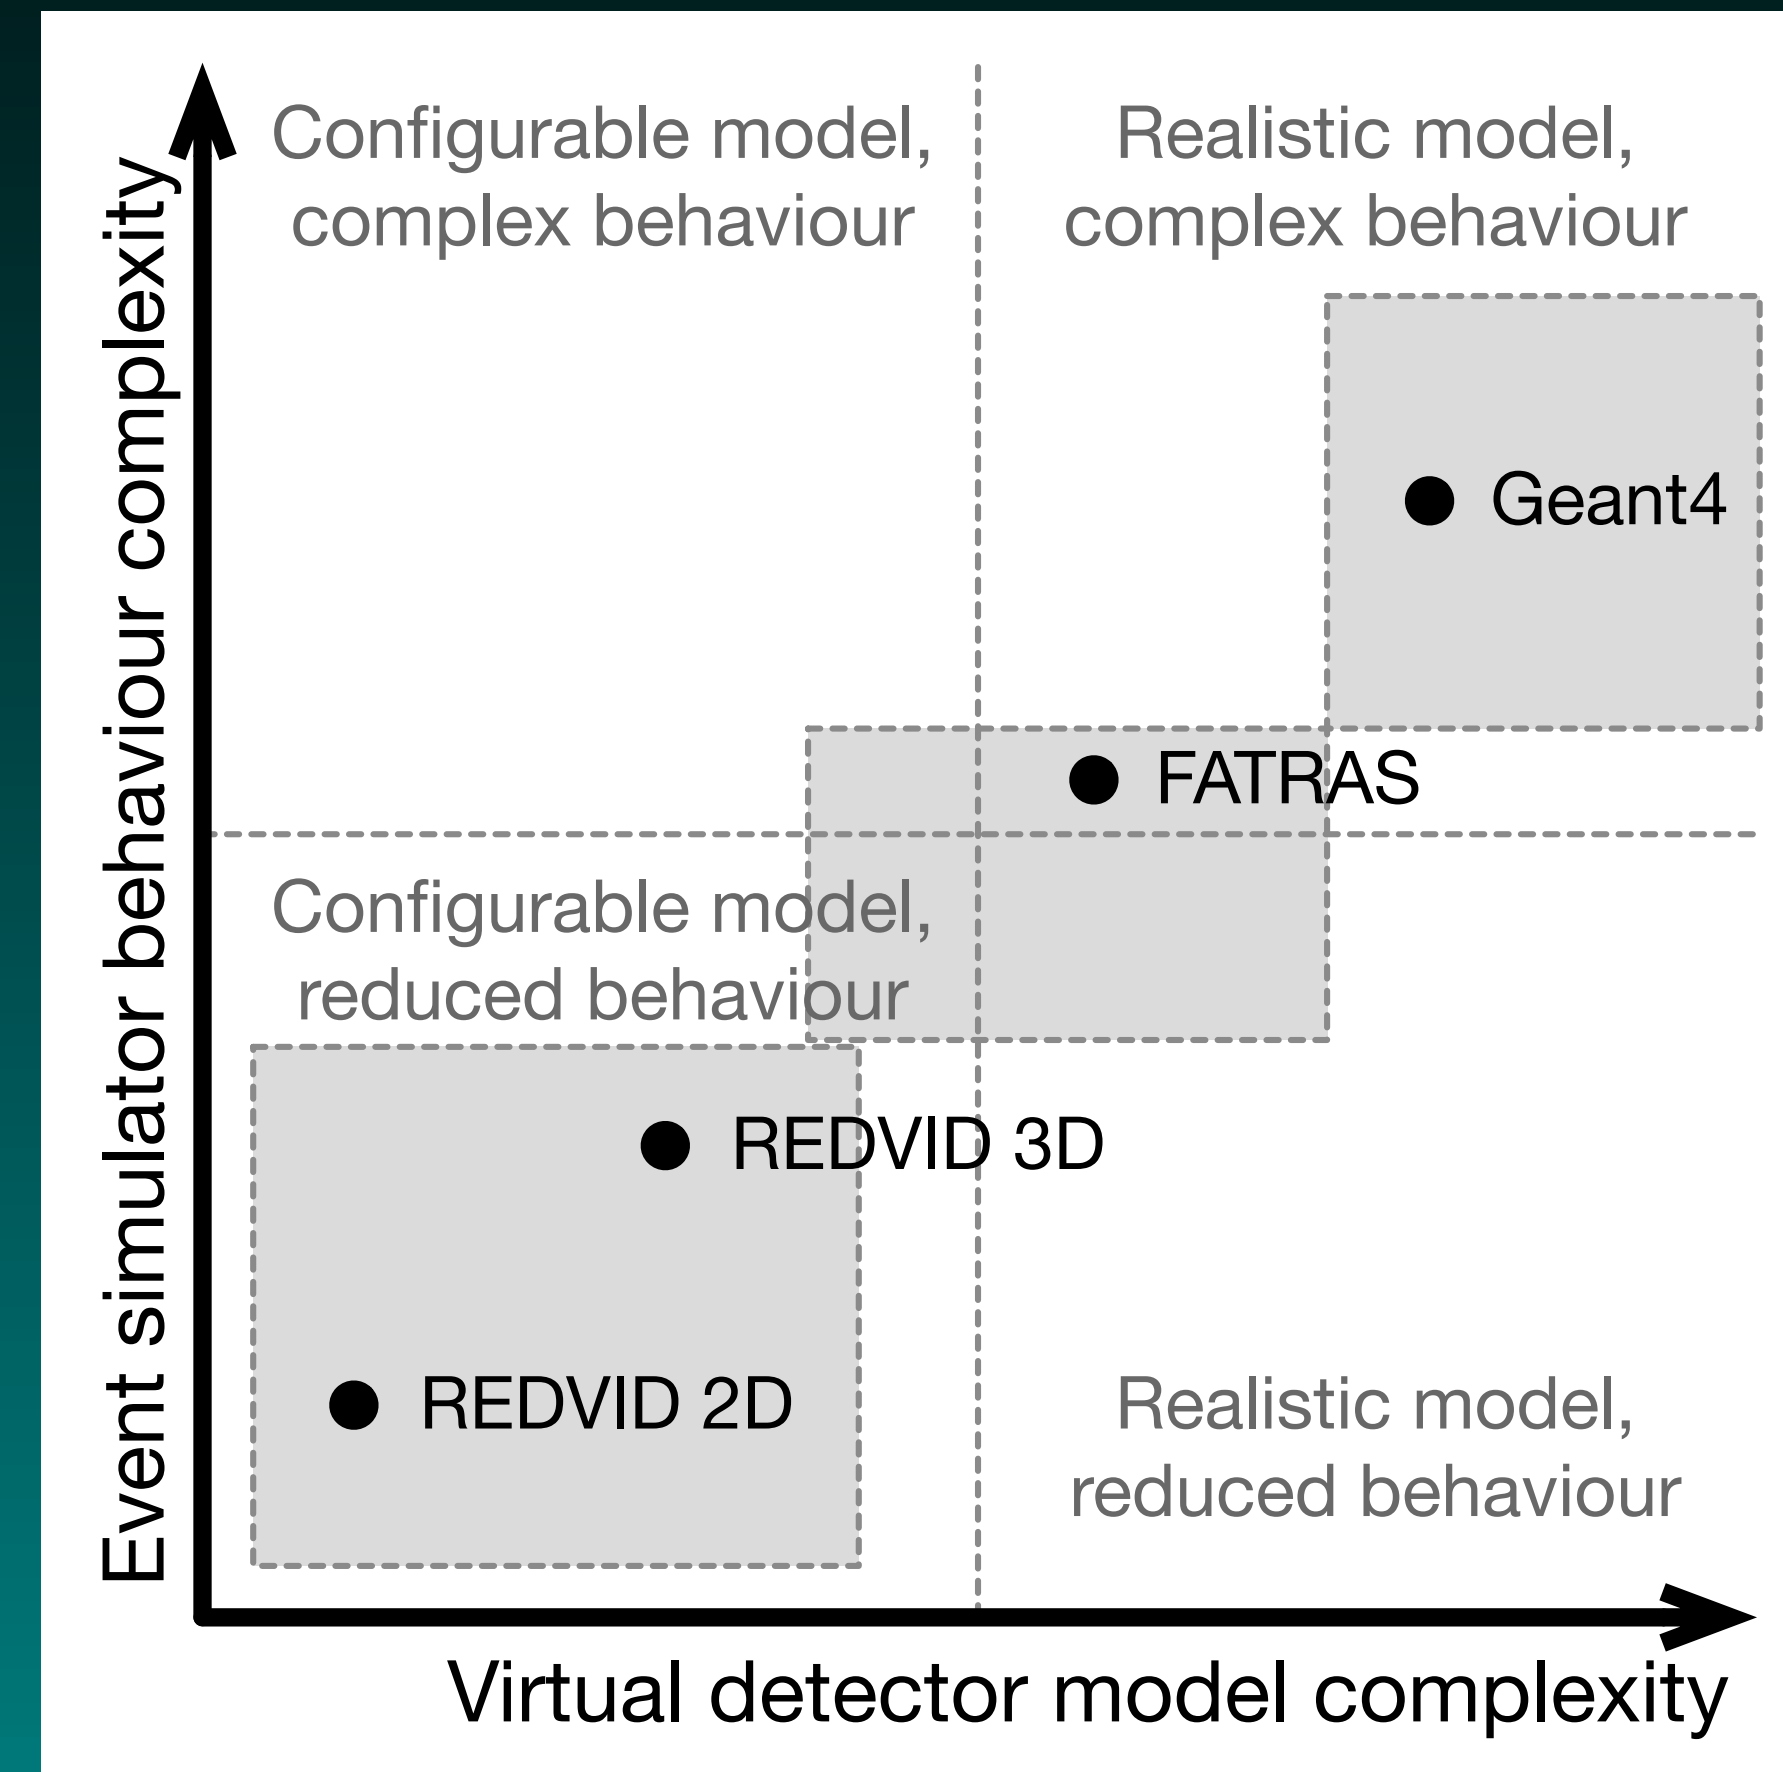 Configurable model,
complex behaviour
Realistic model,
complex behaviour
Event simulator behaviour complexity
Geant4
FATRAS
Configurable model,
reduced behaviour
REDVID 3D
REDVID 2D
Realistic model,
reduced behaviour
Virtual detector model complexity